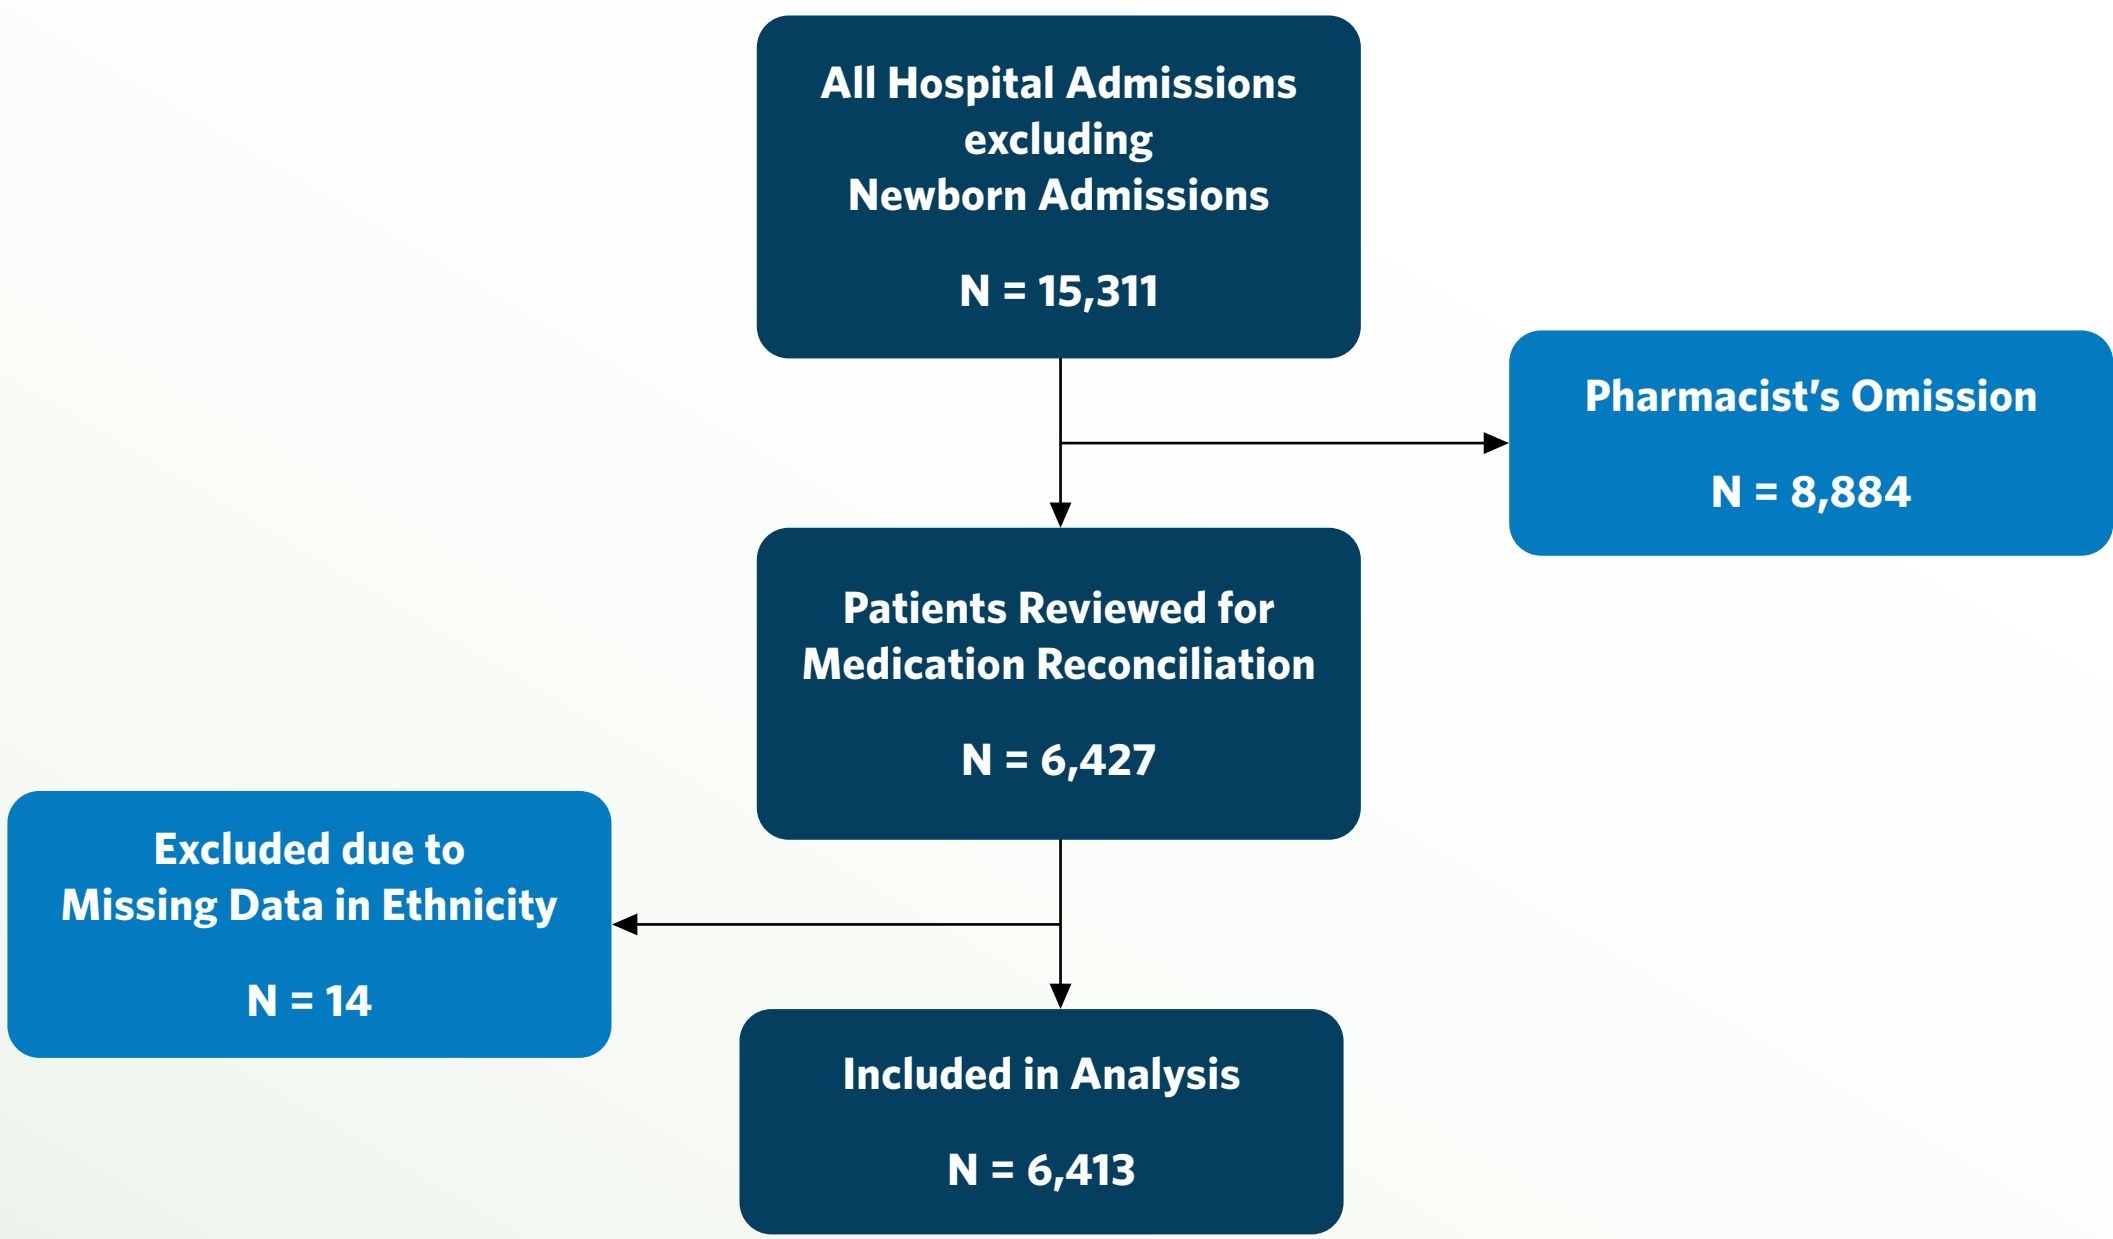 All Hospital Admissions
excluding
Newborn Admissions
N = 15,311
Pharmacist's Omission
N = 8,884
Patients Reviewed for
Medication Reconciliation
N = 6,427
Excluded due to
Missing Data in Ethnicity
N = 14
Included in Analysis
N = 6,413